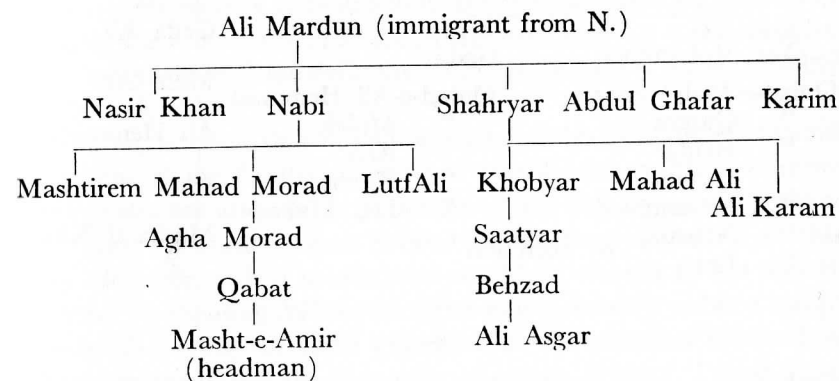 Ali Mardun (immigrant from N.)
Nasir Khan Nabi Shahryar Abdul Ghafar Karim
Mashtirem Mahad Morad LutfAli Khobyar Mahad Ali
Ali Karam
Agha Morad Saatyar
Qabat Behzad
Masht-e-Amir Ali Asgar
(headman)